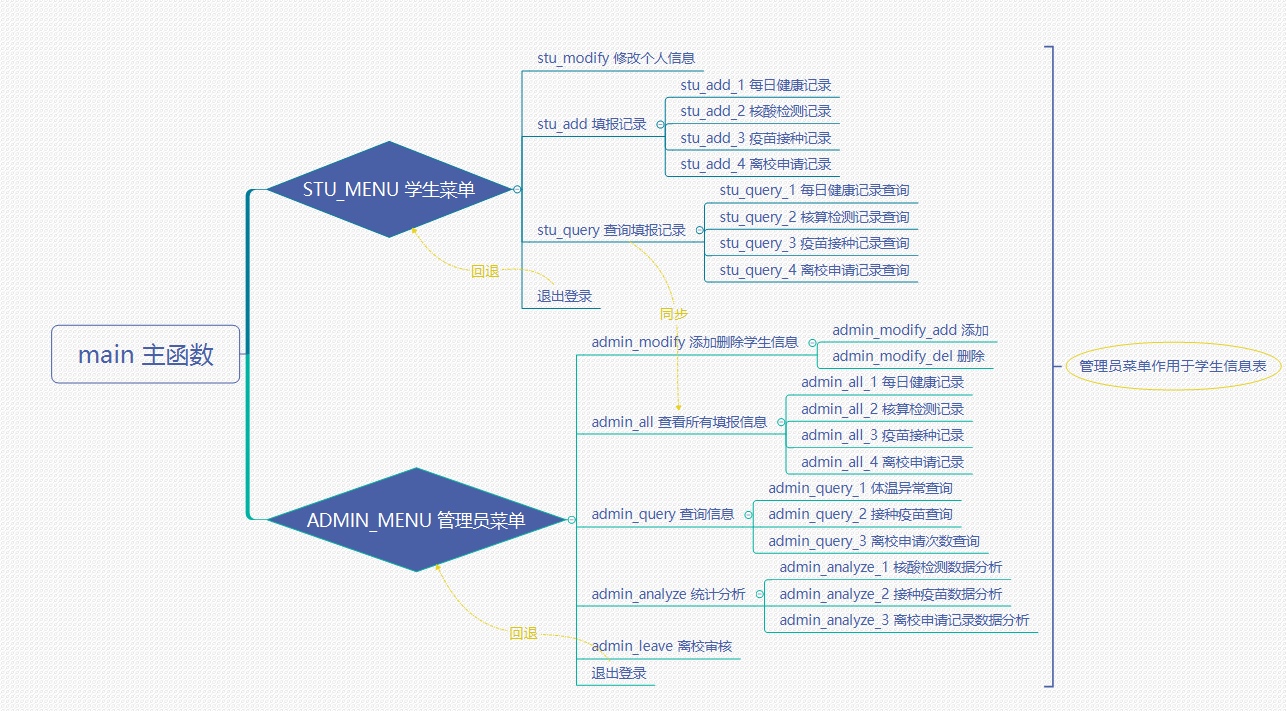 main 主函数
STU_MENU 学生菜单
stu_modify 修改个人信息
stu_add 填报记录
stu_add_1 每日健康记录
stu_add_2 核酸检测记录
stu_add_3 疫苗接种记录
stu_add_4 离校申请记录
stu_query 查询填报记录
stu_query_1 每日健康记录查询
stu_query_2 核算检测记录查询
stu_query_3 疫苗接种记录查询
stu_query_4 离校申请记录查询
退出登录
回退
同步
ADMIN_MENU 管理员菜单
admin_modify 添加删除学生信息
admin_modify_add 添加
admin_modify_del 删除
admin_all 查看所有填报信息
admin_all_1 每日健康记录
admin_all_2 核算检测记录
admin_all_3 疫苗接种记录
admin_all_4 离校申请记录
admin_query 查询信息
admin_query_1 体温异常查询
admin_query_2 接种疫苗查询
admin_query_3 离校申请次数查询
admin_analyze 统计分析
admin_analyze_1 核酸检测数据分析
admin_analyze_2 接种疫苗数据分析
admin_analyze_3 离校申请记录数据分析
admin_leave 离校审核
退出登录
回退
管理员菜单作用于学生信息表